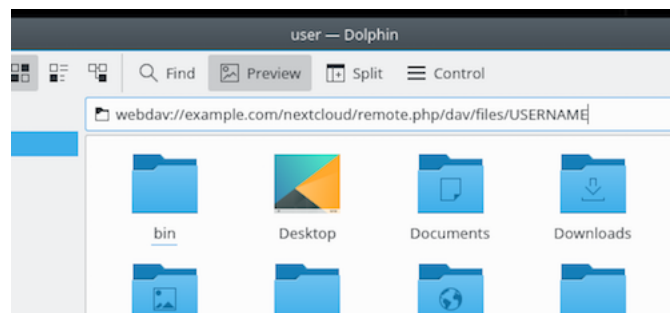 user — Dolphin
Find Preview Split Control
webdav://example.com/nextcloud/remote.php/dav/files/USERNAME
bin Desktop Documents Downloads